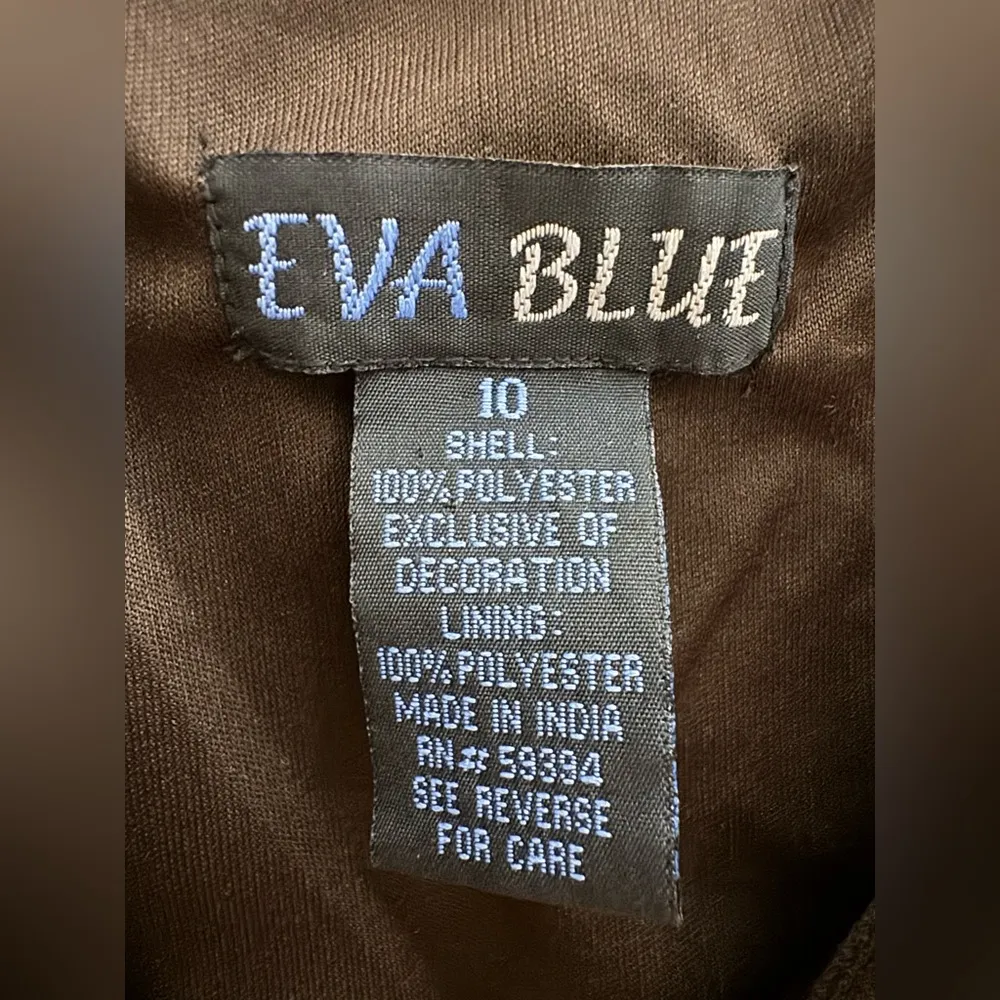 EVA BLUE
10
SHELL:
100% POLYESTER
EXCLUSIVE OF
DECORATION
LINING:
100% POLYESTER
MADE IN INDIA
RN# 59394
SEE REVERSE
FOR CARE